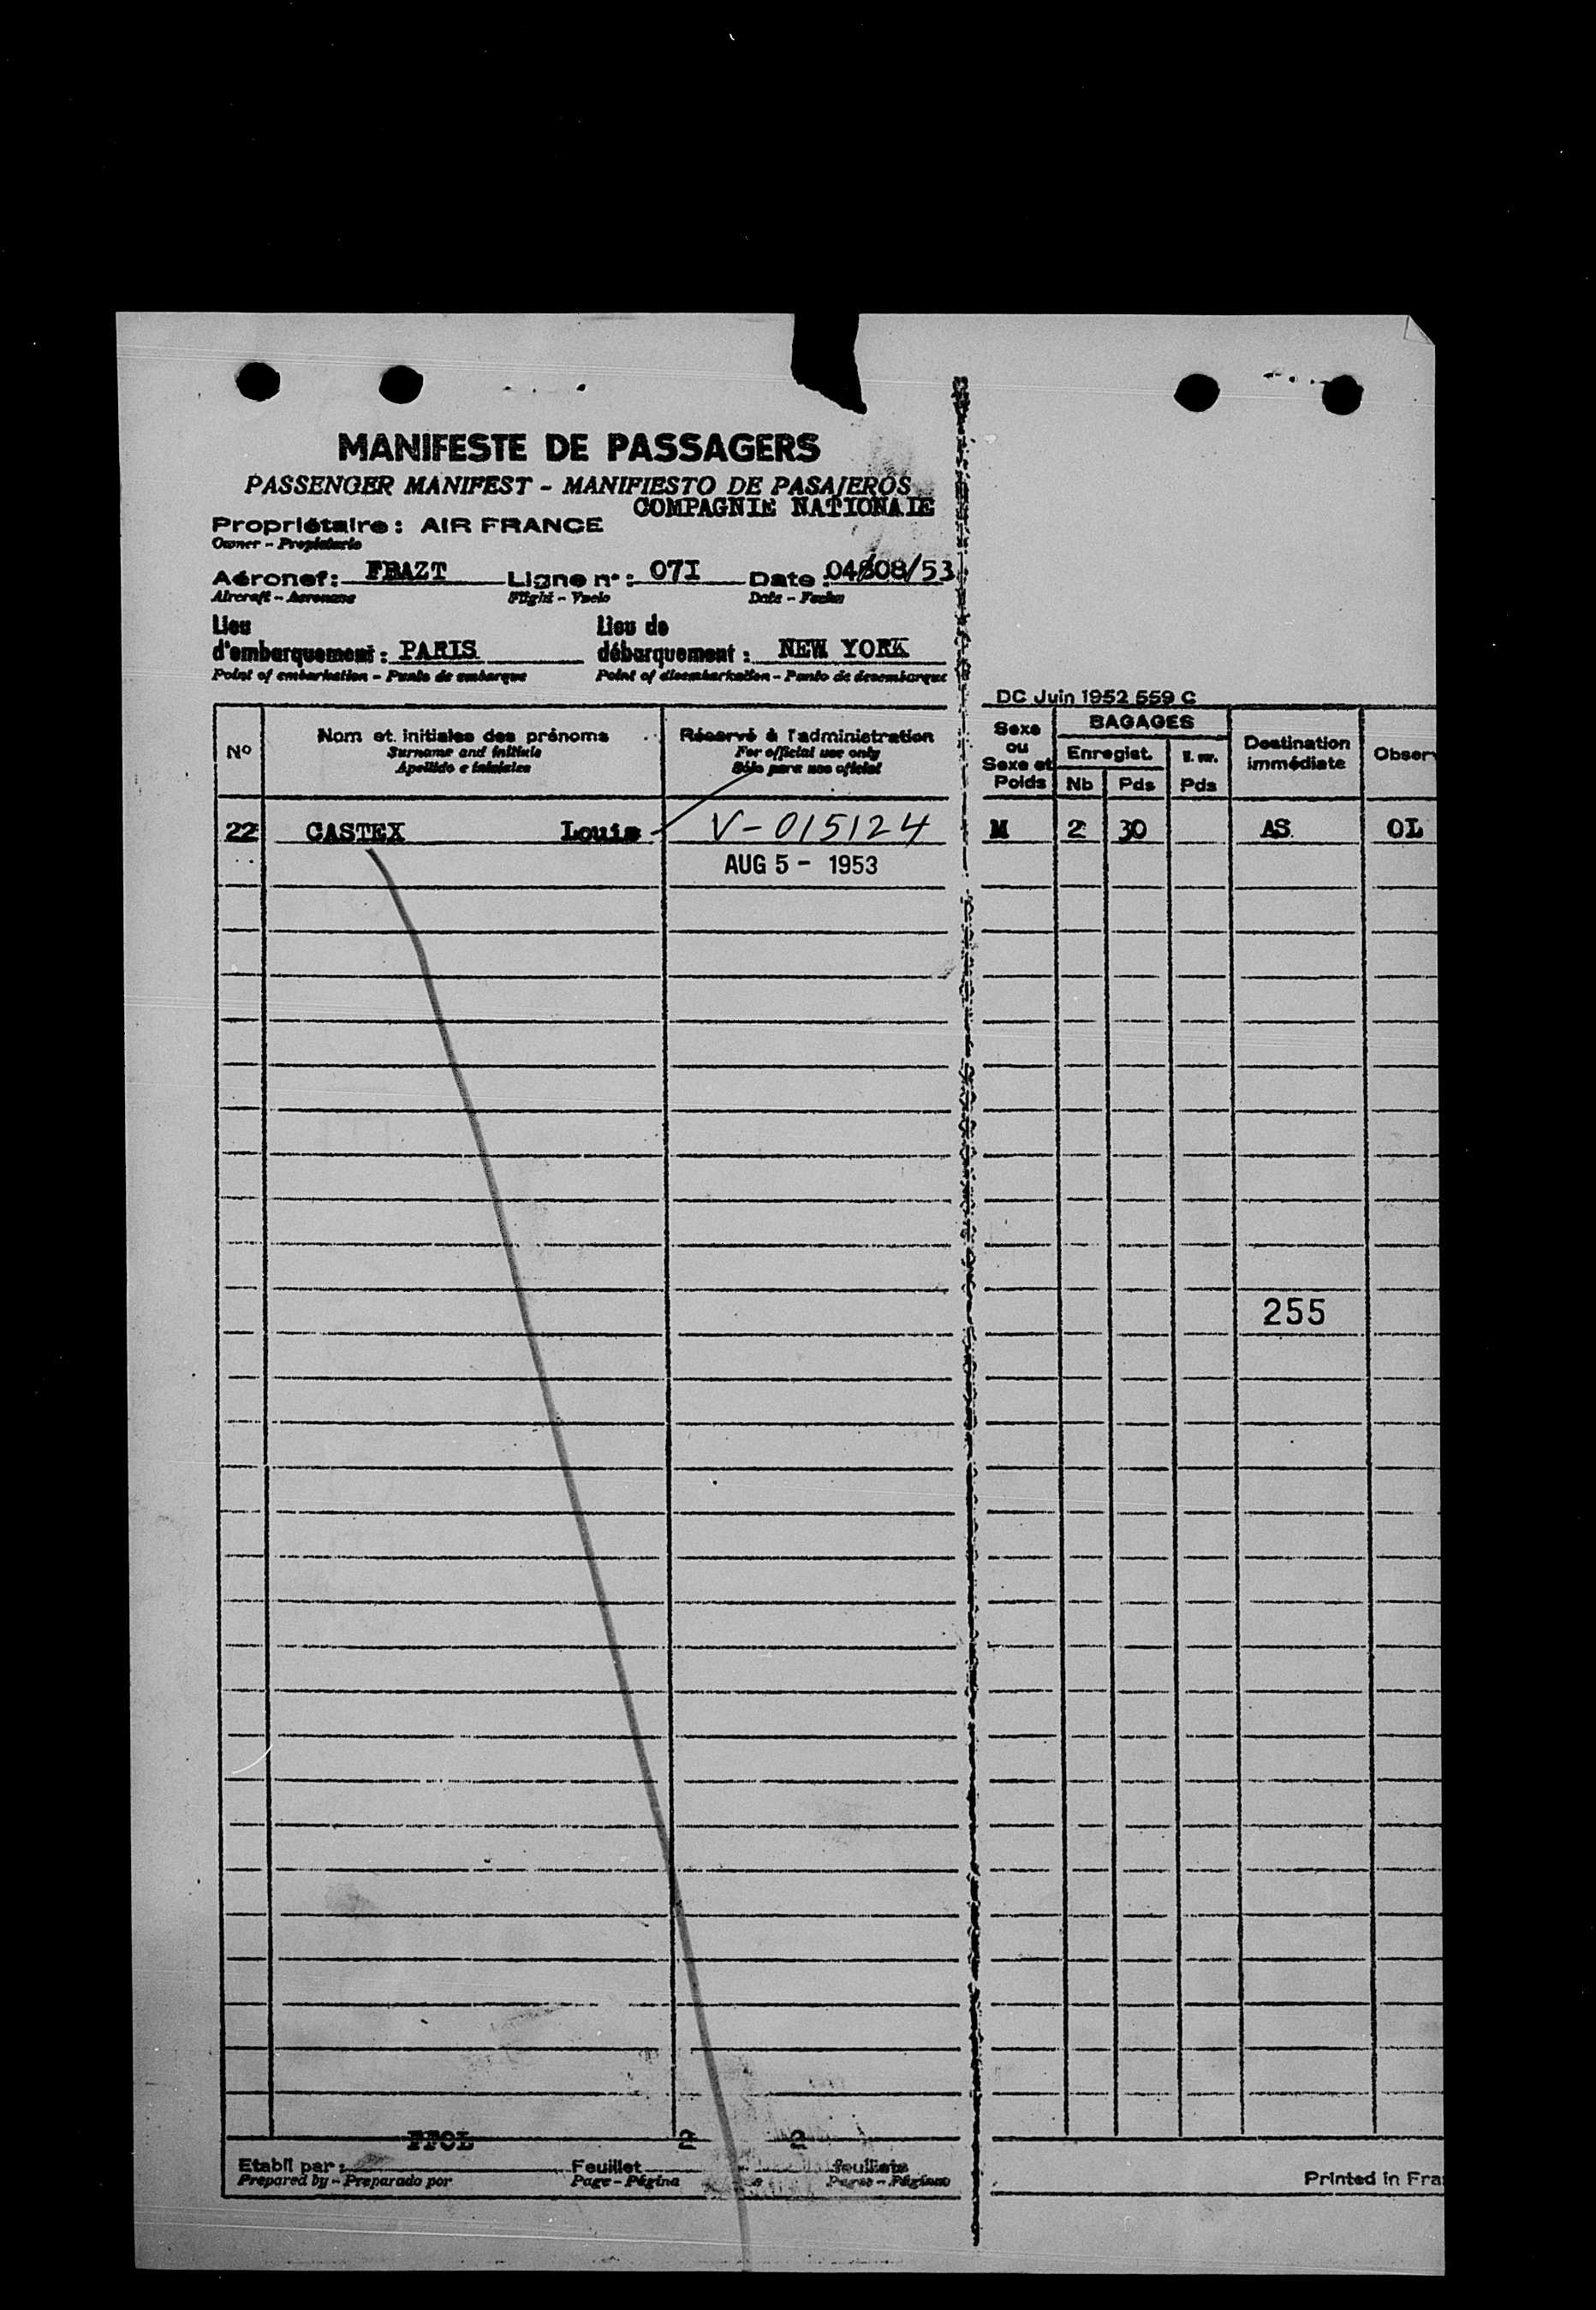 MANIFESTE DE PASSAGERS
PASSENGER MANIFEST - MANIFIESTO DE PASAJEROS
COMPAGNIE NATIONALE
Propriétaire : AIR FRANCE
Owner - Propietario
Aéronef : FBAZT Ligne n° : 07I Date : 04/08/53
Aircraft - Aeronave Flight - Vuelo Date - Fecha
Lieu d'embarquement : PARIS
Point of embarkation - Punto de embarque
Lieu de débarquement : NEW YORK
Point of disembarkation - Punto de desembarque
DC Juin 1952 559 C
N° Nom et initiales des prénoms Réservé à l'administration Sexe ou Sexe et Poids BAGAGES Destination immédiate Observ
Surname and initials For official use only Enregist.
Apellido e iniciales Sólo para uso oficial Nb Pds Pds
22 CASTEX Louis V-015124 M 2 30 AS OL
AUG 5 - 1953
255
PFOL 2 2
Etabli par : Feuillet feuillets
Prepared by - Preparado por Page - Página Pages - Páginas
Printed in Fra